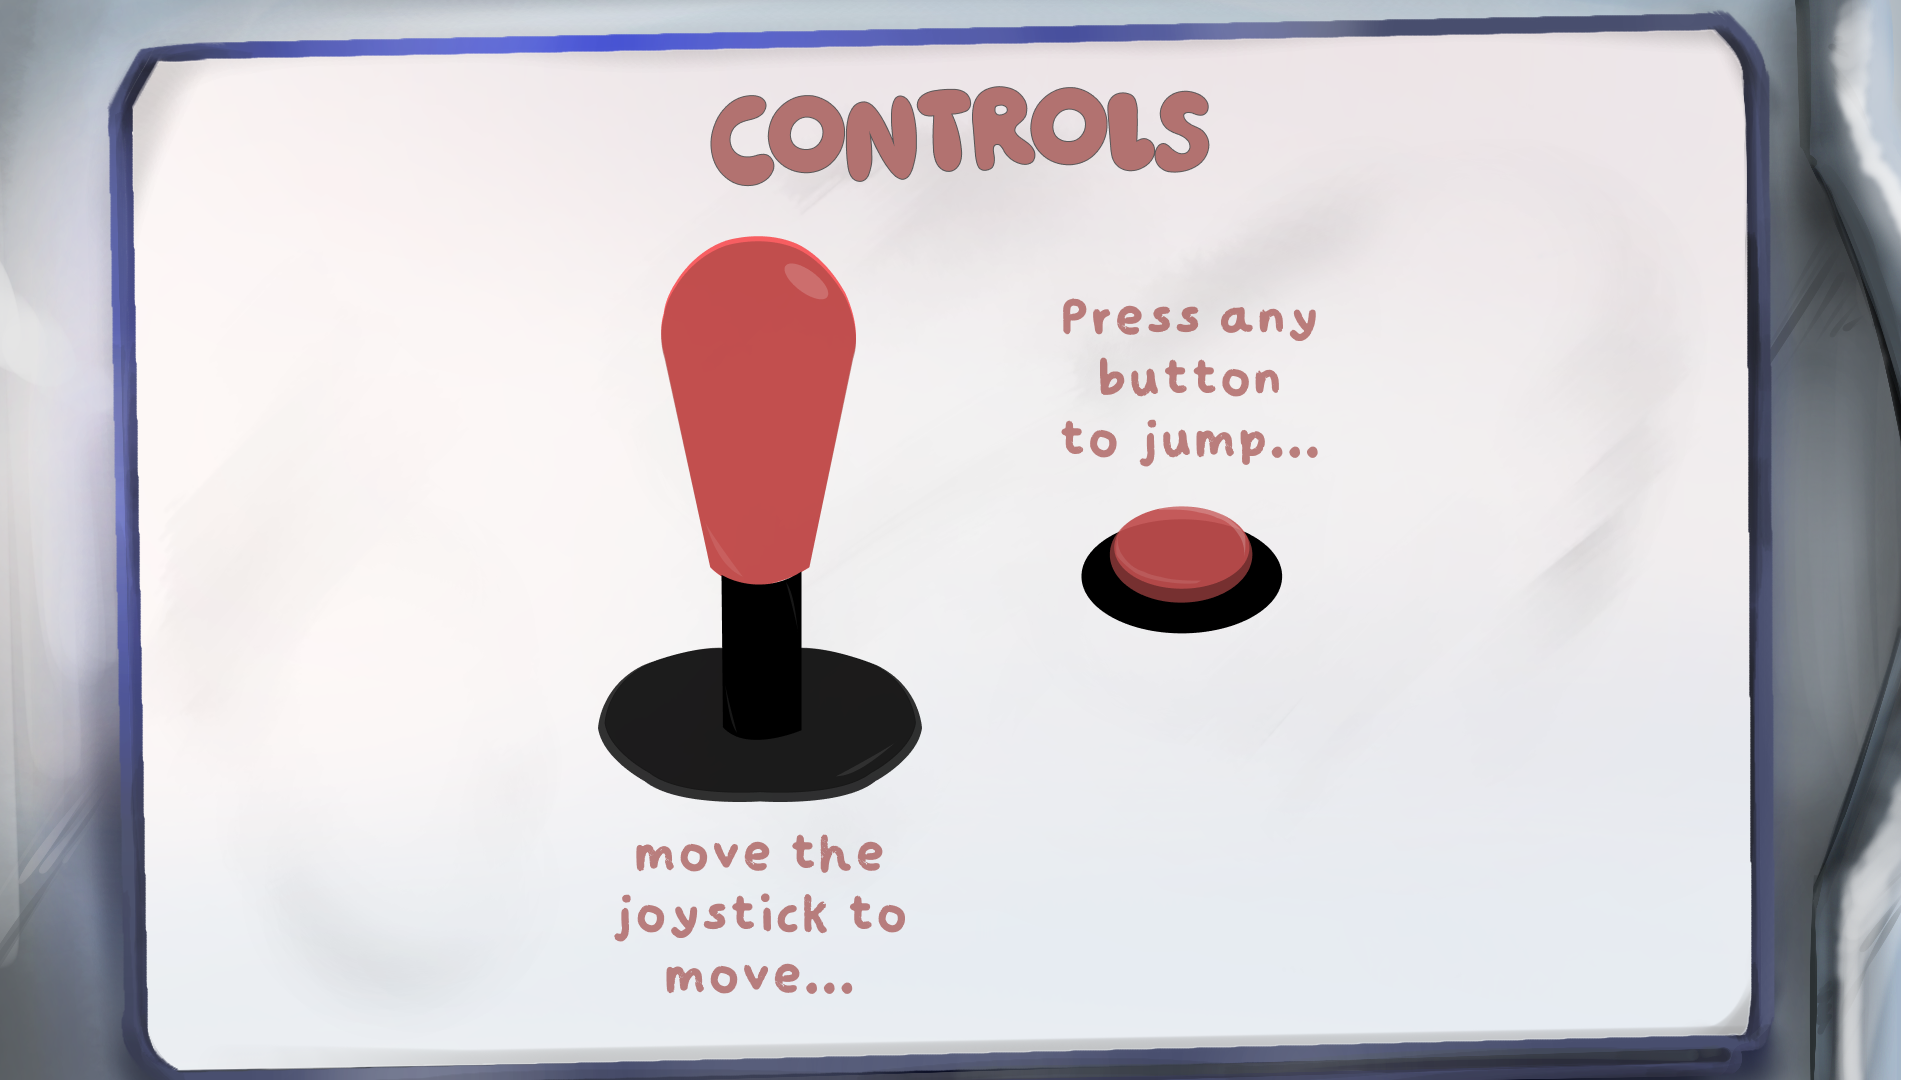 CONTROLS
Press any
button
to jump...
move the
joystick to
move...